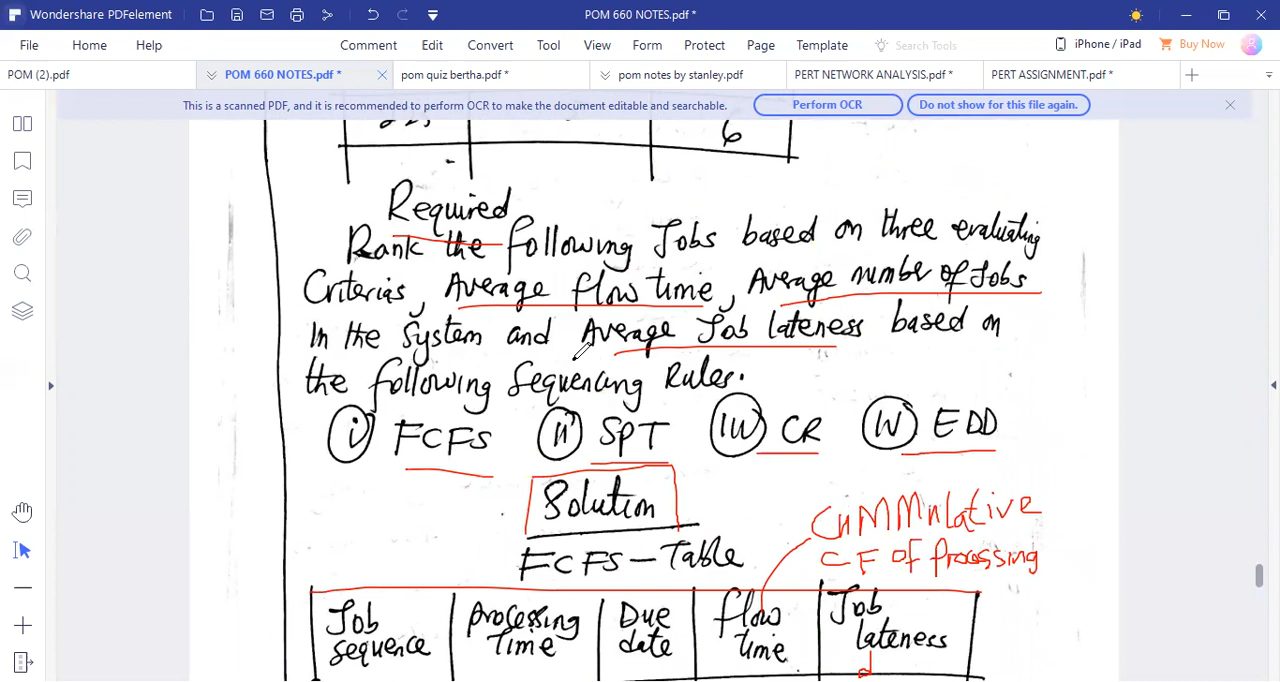 Wondershare PDFelement
POM 660 NOTES.pdf *
File Home Help Comment Edit Convert Tool View Form Protect Page Template Search Tools iPhone / iPad Buy Now
POM (2).pdf POM 660 NOTES.pdf * pom quiz bertha.pdf * pom notes by stanley.pdf PERT NETWORK ANALYSIS.pdf * PERT ASSIGNMENT.pdf *
This is a scanned PDF, and it is recommended to perform OCR to make the document editable and searchable. Perform OCR Do not show for this file again.
6
Required
Rank the following Jobs based on three evaluating
Criterias, Average flow time, Average number of Jobs
In the System and Average Job lateness based on
the following Sequencing Rules.
(i) FCFS (ii) SPT (iii) CR (iv) EDD
Solution
CuMMulative
FCFS - Table
CF of processing
Job sequence
Processing Time
Due date
flow time
Job lateness